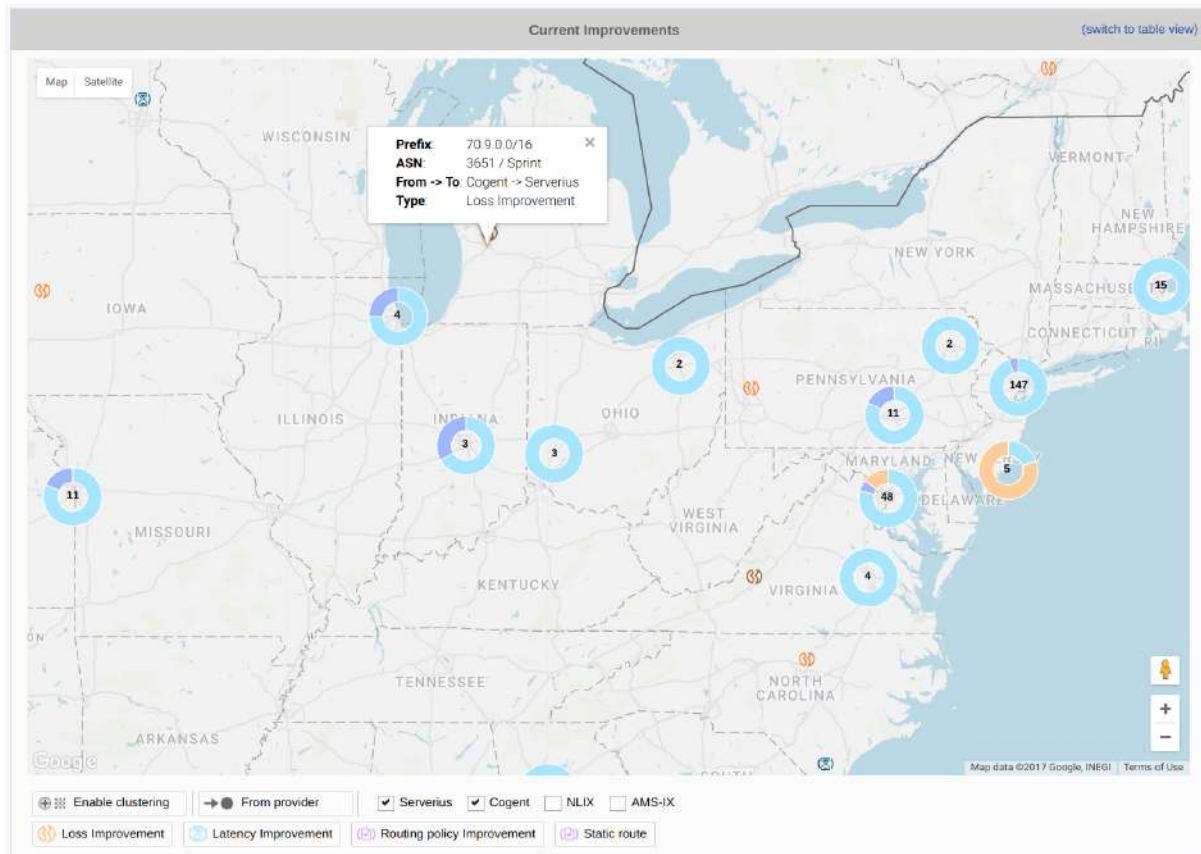 Current Improvements
(switch to table view)
Map Satellite
WISCONSIN
Prefix: 70.9.0.0/16
ASN: 3651 / Sprint
From -> To: Cogent -> Serverius
Type: Loss Improvement
VERMONT
NEW
HAMPSHIRE
NEW YORK
IOWA
MASSACHUSET
15
4
CONNECTICUT RI
2
2
PENNSYLVANIA
147
ILLINOIS
INDIANA
OHIO
11
3
3
MARYLAND
NEW
5
11
48
DELAWARE
MISSOURI
WEST
VIRGINIA
KENTUCKY
VIRGINIA
4
ON
TENNESSEE
NORTH
CAROLINA
ARKANSAS
Google
SOUTH
Map data ©2017 Google, INEGI Terms of Use
Enable clustering From provider Serverius Cogent NLIX AMS-IX
Loss Improvement Latency Improvement Routing policy Improvement Static route